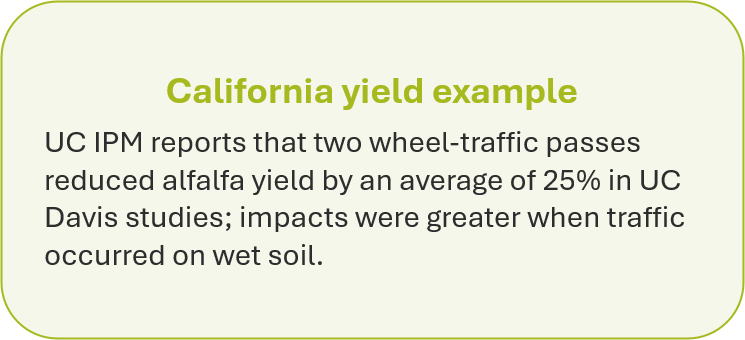 California yield example
UC IPM reports that two wheel-traffic passes
reduced alfalfa yield by an average of 25% in UC
Davis studies; impacts were greater when traffic
occurred on wet soil.